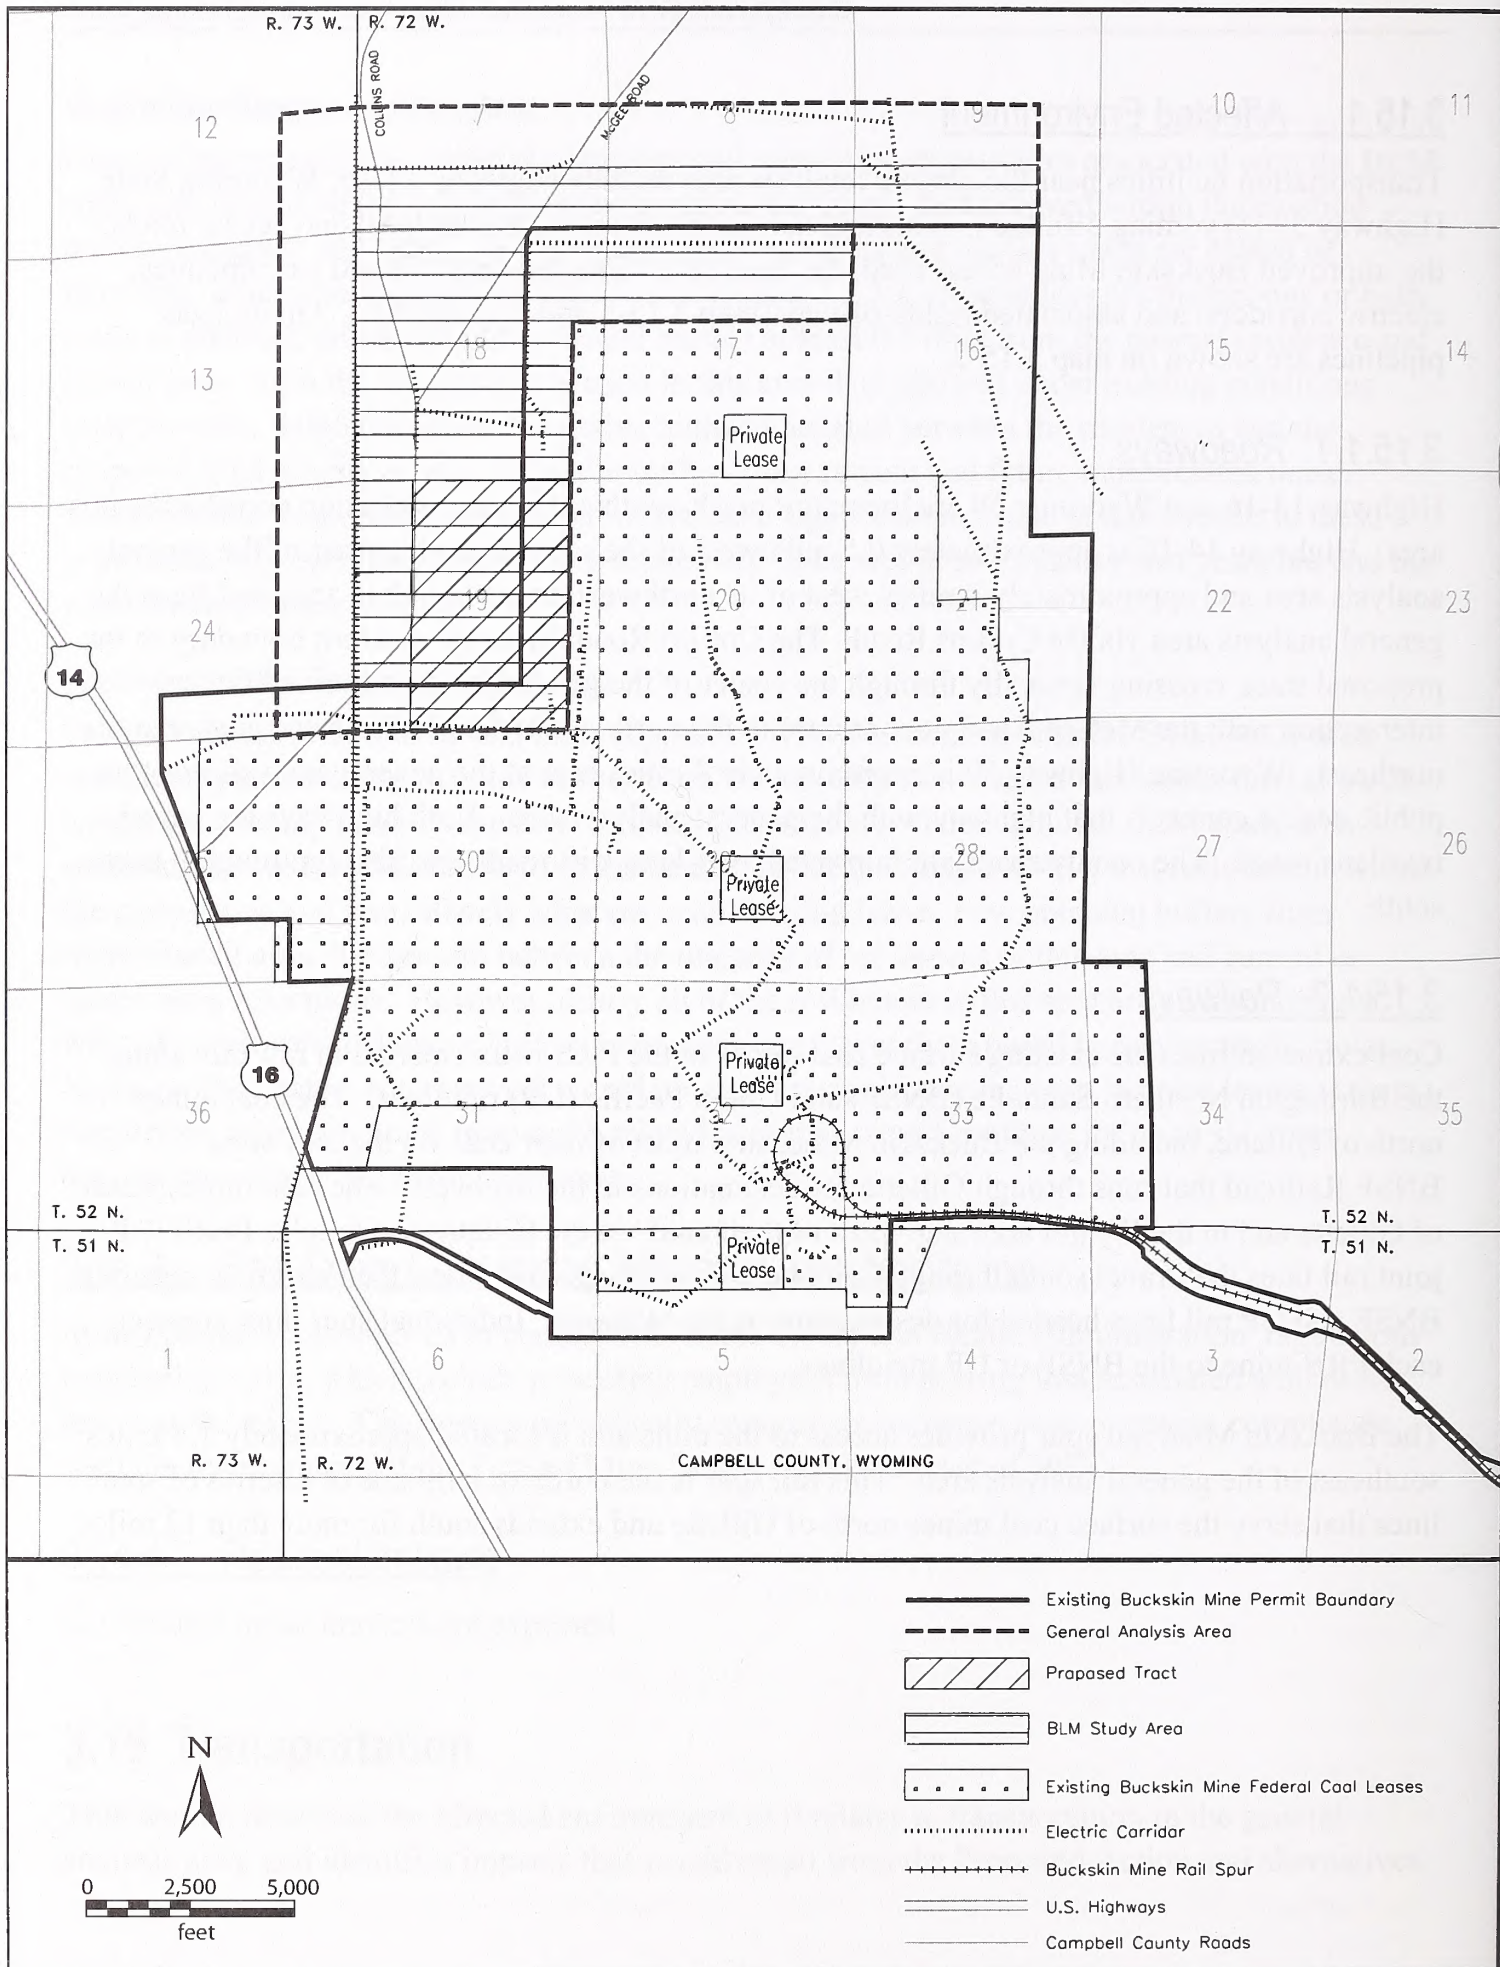 R. 73 W. R. 72 W.
COLLINS ROAD
McGEE ROAD
12 7 8 9 10 11
13 18 17 16 15 14
Private
Lease
24 19 20 21 22 23
14
25 30 29 28 27 26
Private
Lease
16
Private
Lease
36 31 32 33 34 35
T. 52 N. T. 52 N.
T. 51 N. T. 51 N.
Private
Lease
1 6 5 4 3 2
R. 73 W. R. 72 W. CAMPBELL COUNTY, WYOMING
Existing Buckskin Mine Permit Boundary
General Analysis Area
Proposed Tract
BLM Study Area
Existing Buckskin Mine Federal Coal Leases
Electric Corridor
Buckskin Mine Rail Spur
U.S. Highways
Campbell County Roads
N
0 2,500 5,000
feet